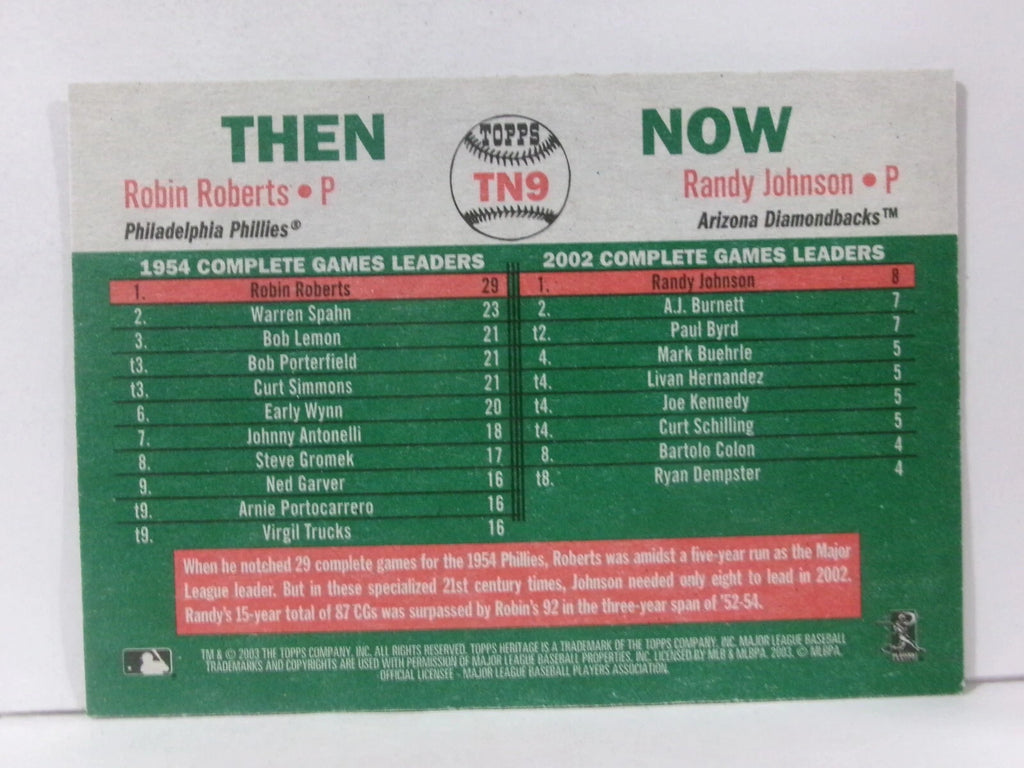 THEN
NOW
TOPPS
TN9
Robin Roberts • P
Philadelphia Phillies®
Randy Johnson • P
Arizona Diamondbacks™
1954 COMPLETE GAMES LEADERS
1. Robin Roberts 29
2. Warren Spahn 23
3. Bob Lemon 21
t3. Bob Porterfield 21
t3. Curt Simmons 21
6. Early Wynn 20
7. Johnny Antonelli 18
8. Steve Gromek 17
9. Ned Garver 16
t9. Arnie Portocarrero 16
t9. Virgil Trucks 16
2002 COMPLETE GAMES LEADERS
1. Randy Johnson 8
2. A.J. Burnett 7
t2. Paul Byrd 7
4. Mark Buehrle 5
t4. Livan Hernandez 5
t4. Joe Kennedy 5
t4. Curt Schilling 5
8. Bartolo Colon 4
t8. Ryan Dempster 4
When he notched 29 complete games for the 1954 Phillies, Roberts was amidst a five-year run as the Major
League leader. But in these specialized 21st century times, Johnson needed only eight to lead in 2002.
Randy's 15-year total of 87 CGs was surpassed by Robin's 92 in the three-year span of '52-54.
TM & © 2003 THE TOPPS COMPANY, INC. ALL RIGHTS RESERVED. TOPPS HERITAGE IS A TRADEMARK OF THE TOPPS COMPANY, INC. MAJOR LEAGUE BASEBALL
TRADEMARKS AND COPYRIGHTS ARE USED WITH PERMISSION OF MAJOR LEAGUE BASEBALL PROPERTIES, INC. LICENSED BY MLB & MLBPA. 2003. © MLBPA.
OFFICIAL LICENSEE - MAJOR LEAGUE BASEBALL PLAYERS ASSOCIATION.